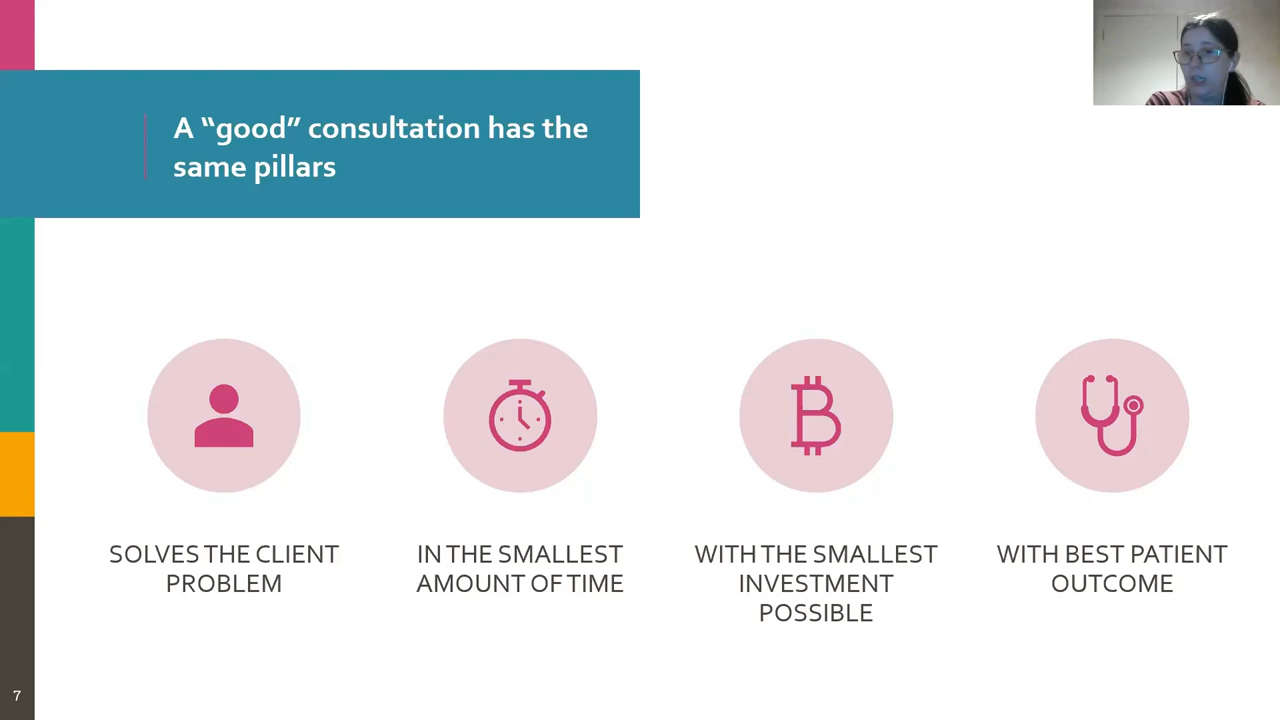 A “good” consultation has the
same pillars
SOLVES THE CLIENT
PROBLEM
IN THE SMALLEST
AMOUNT OF TIME
WITH THE SMALLEST
INVESTMENT
POSSIBLE
WITH BEST PATIENT
OUTCOME
7